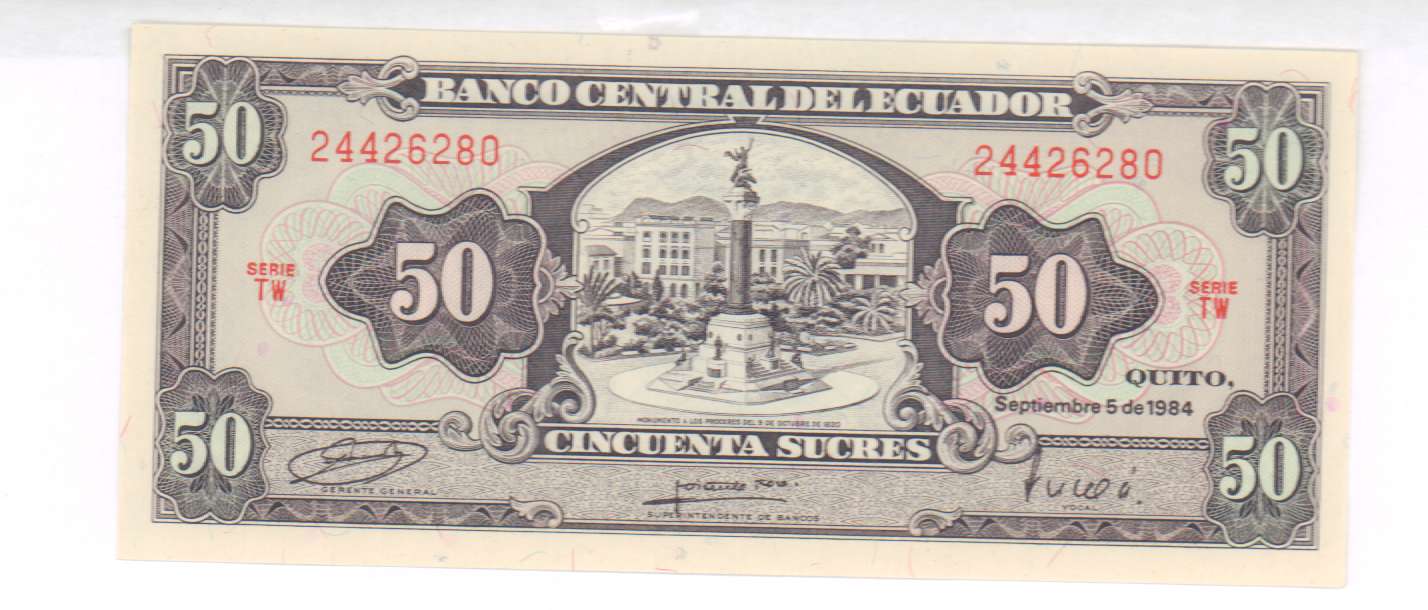 BANCO CENTRAL DEL ECUADOR
50
50
24426280
24426280
50
50
SERIE
TW
SERIE
TW
QUITO,
Septiembre 5 de 1984
MONUMENTO A LOS PROCERES DEL 9 DE OCTUBRE DE 1820
CINCUENTA SUCRES
50
50
GERENTE GENERAL
SUPERINTENDENTE DE BANCOS
VOCAL